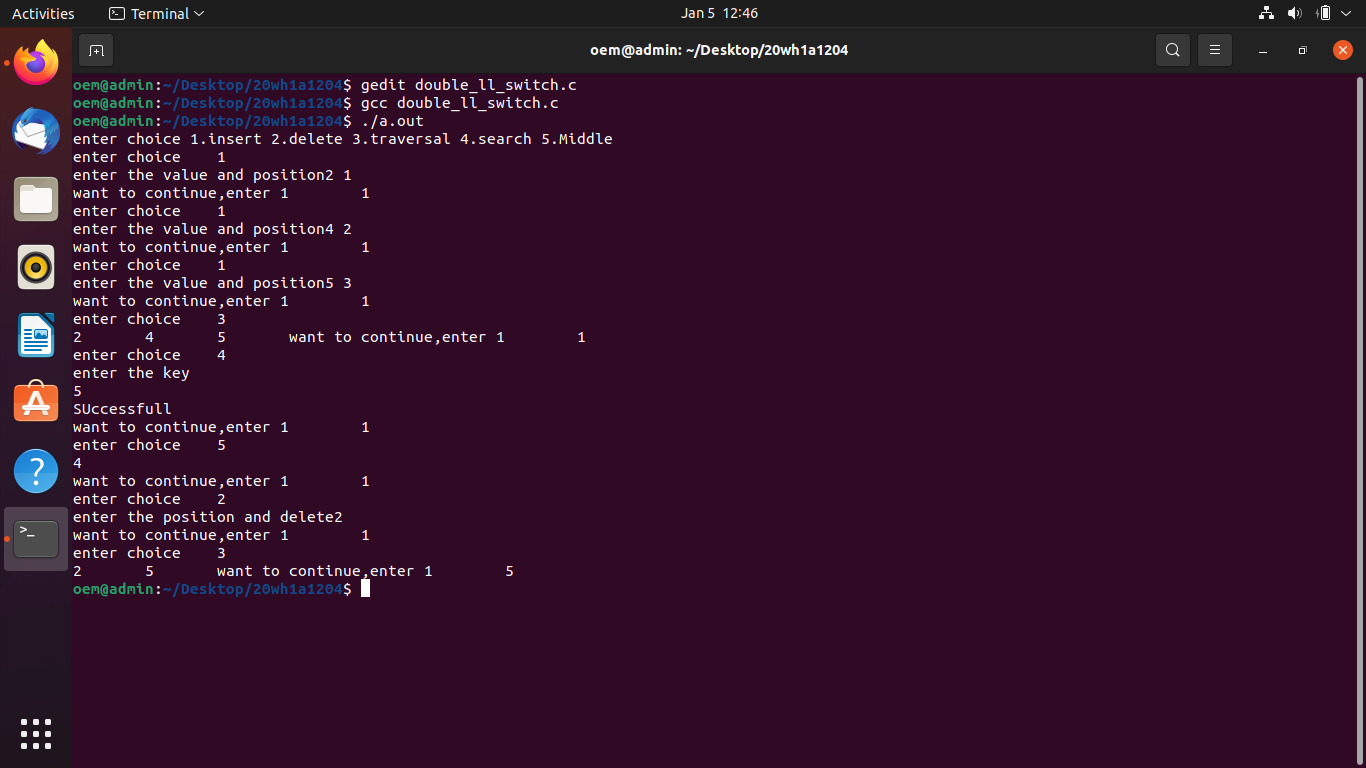 Activities Terminal Jan 5 12:46
oem@admin: ~/Desktop/20wh1a1204
oem@admin:~/Desktop/20wh1a1204$ gedit double_ll_switch.c
oem@admin:~/Desktop/20wh1a1204$ gcc double_ll_switch.c
oem@admin:~/Desktop/20wh1a1204$ ./a.out
enter choice 1.insert 2.delete 3.traversal 4.search 5.Middle
enter choice    1
enter the value and position2 1
want to continue,enter 1        1
enter choice    1
enter the value and position4 2
want to continue,enter 1        1
enter choice    1
enter the value and position5 3
want to continue,enter 1        1
enter choice    3
2       4       5       want to continue,enter 1        1
enter choice    4
enter the key
5
SUccessfull
want to continue,enter 1        1
enter choice    5
4
want to continue,enter 1        1
enter choice    2
enter the position and delete2
want to continue,enter 1        1
enter choice    3
2       5       want to continue,enter 1        5
oem@admin:~/Desktop/20wh1a1204$